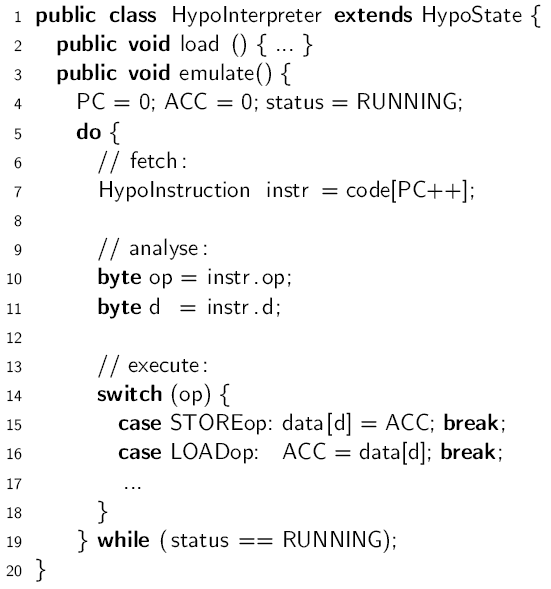 1 public class HypoInterpreter extends HypoState {
2 public void load () { ... }
3 public void emulate() {
4 PC = 0; ACC = 0; status = RUNNING;
5 do {
6 // fetch:
7 HypoInstruction instr = code[PC++];
8
9 // analyse:
10 byte op = instr.op;
11 byte d = instr.d;
12
13 // execute:
14 switch (op) {
15 case STOREop: data[d] = ACC; break;
16 case LOADop: ACC = data[d]; break;
17 ...
18 }
19 } while (status == RUNNING);
20 }